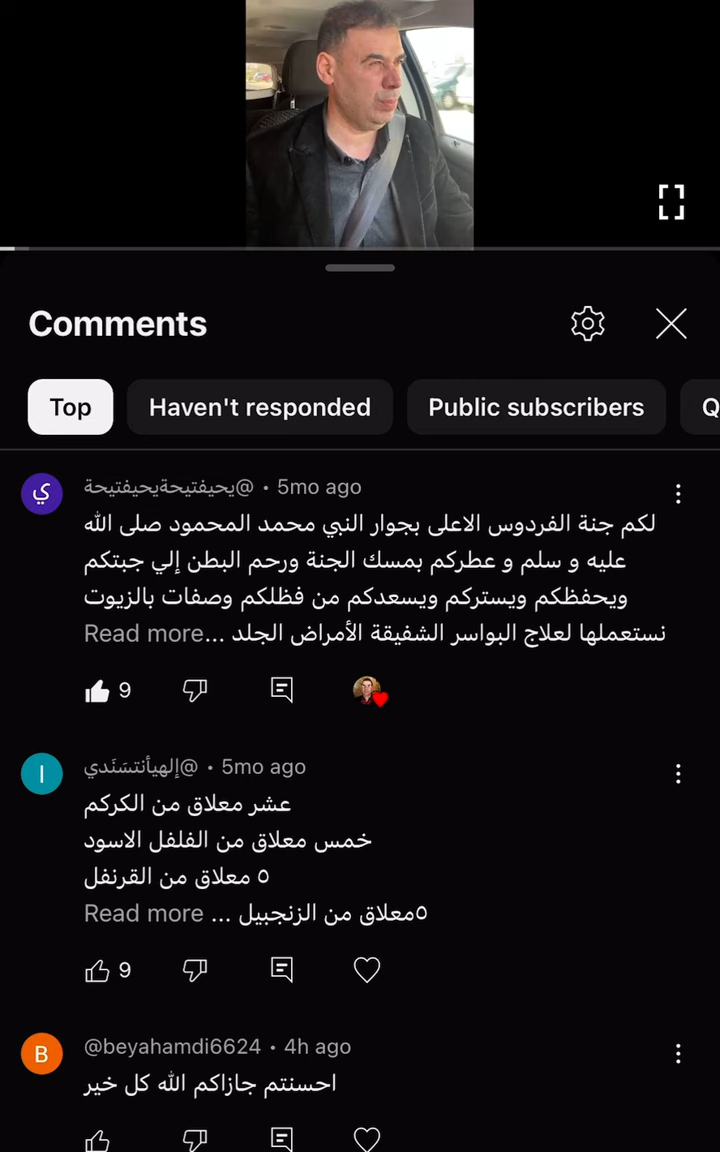 Comments
Top
Haven't responded
Public subscribers
Q
ي
@يحيفتيحةيحيفتيحة • 5mo ago
لكم جنة الفردوس الاعلى بجوار النبي محمد المحمود صلى الله
عليه و سلم و عطركم بمسك الجنة ورحم البطن إلي جبتكم
ويحفظكم ويستركم ويسعدكم من فظلكم وصفات بالزيوت
نستعملها لعلاج البواسر الشفيقة الأمراض الجلد ... Read more
9
I
@إلهيأنتسَنَدي • 5mo ago
عشر معلاق من الكركم
خمس معلاق من الفلفل الاسود
٥ معلاق من القرنفل
٥معلاق من الزنجبيل ... Read more
9
B
@beyahamdi6624 • 4h ago
احسنتم جازاكم الله كل خير